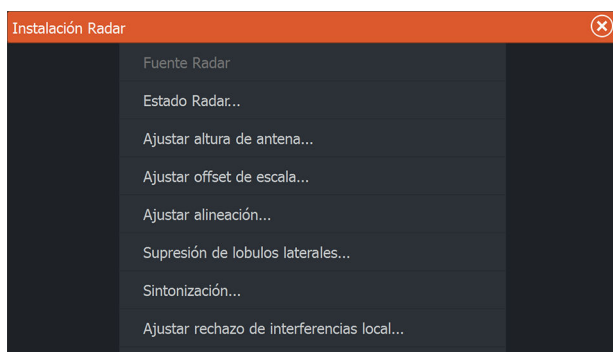 Instalación Radar
Fuente Radar
Estado Radar...
Ajustar altura de antena...
Ajustar offset de escala...
Ajustar alineación...
Supresión de lobulos laterales...
Sintonización...
Ajustar rechazo de interferencias local...